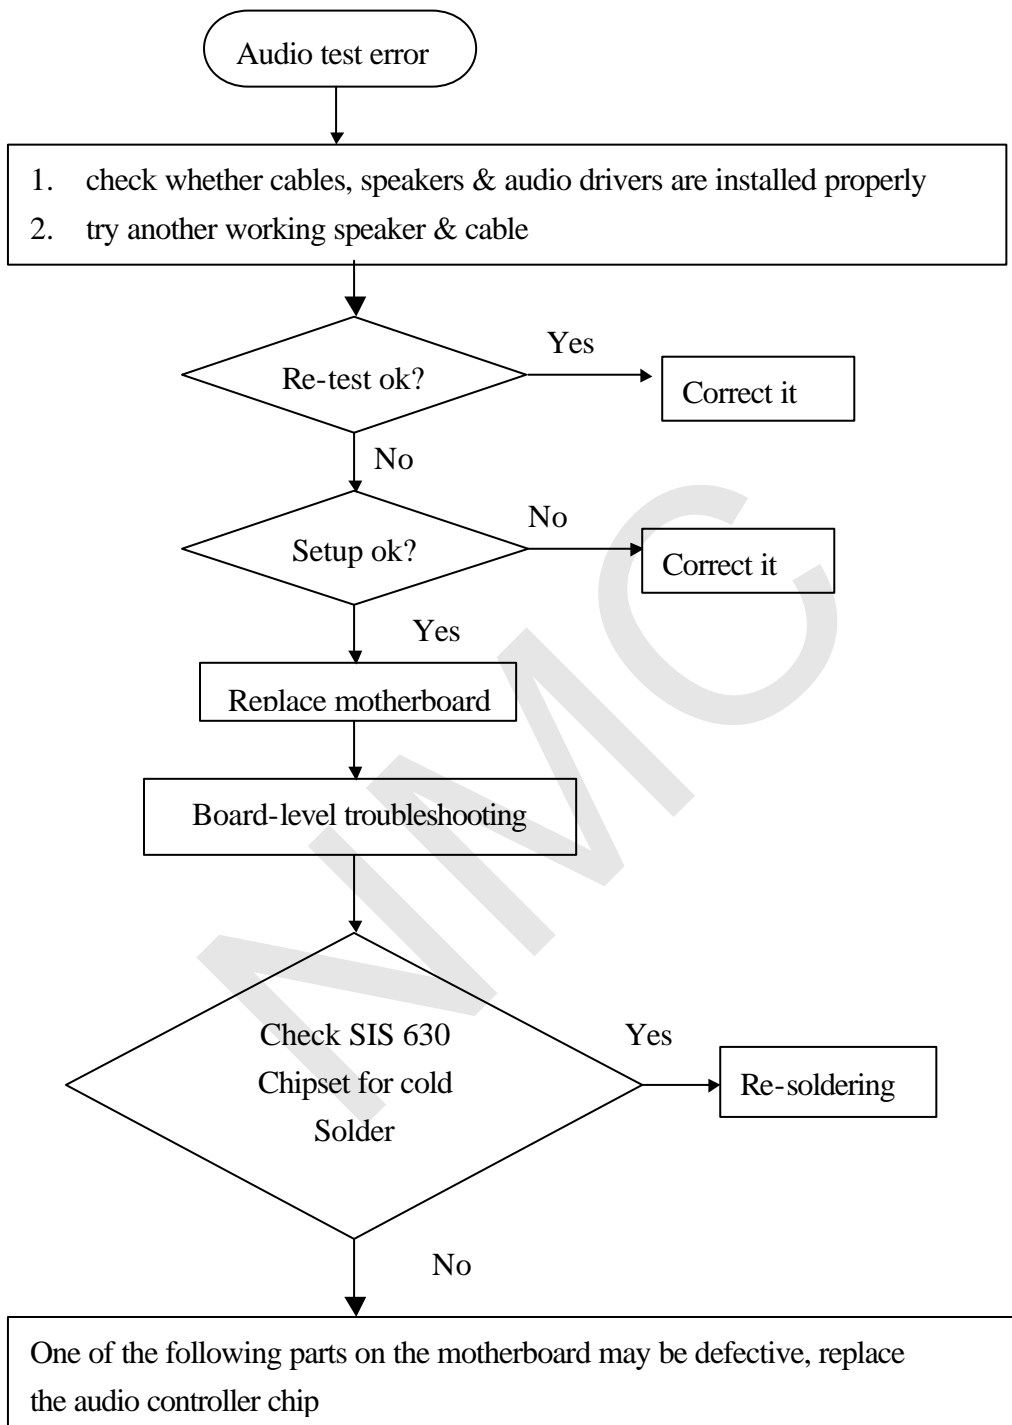 Audio test error
1. check whether cables, speakers & audio drivers are installed properly
2. try another working speaker & cable
Re-test ok?
Yes
Correct it
No
Setup ok?
No
Correct it
Yes
Replace motherboard
Board-level troubleshooting
Check SIS 630
Chipset for cold
Solder
Yes
Re-soldering
No
One of the following parts on the motherboard may be defective, replace
the audio controller chip
NMC